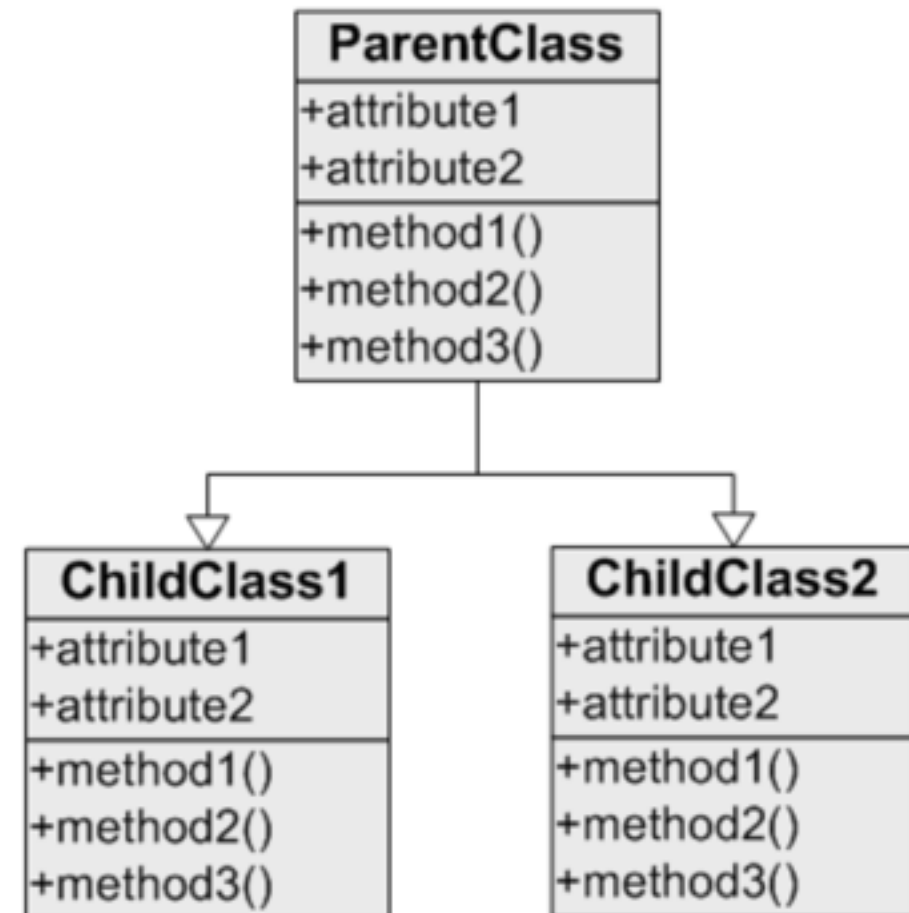 ParentClass
+attribute1
+attribute2
+method1()
+method2()
+method3()
ChildClass1
+attribute1
+attribute2
+method1()
+method2()
+method3()
ChildClass2
+attribute1
+attribute2
+method1()
+method2()
+method3()